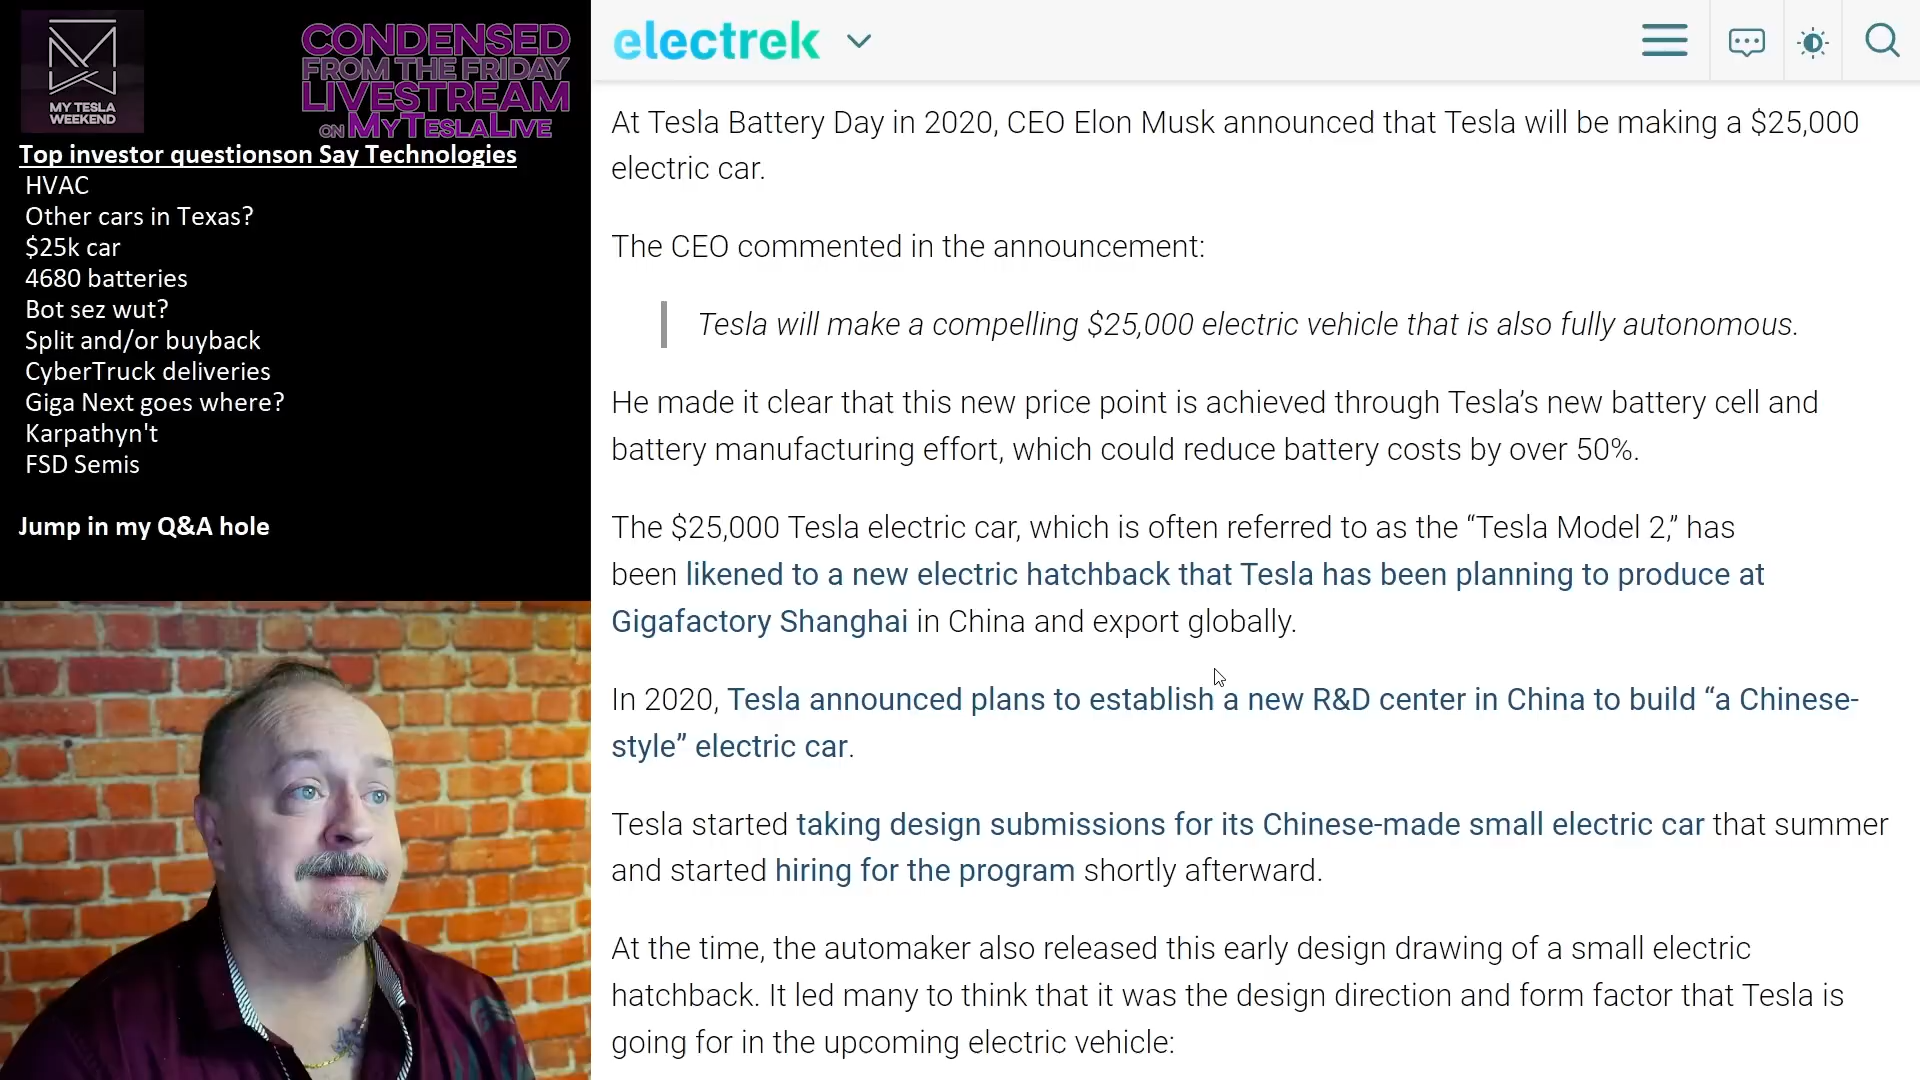 MY TESLA
WEEKEND
CONDENSED
FROM THE FRIDAY
LIVESTREAM
ON MYTESLALIVE
Top investor questionson Say Technologies
HVAC
Other cars in Texas?
$25k car
4680 batteries
Bot sez wut?
Split and/or buyback
CyberTruck deliveries
Giga Next goes where?
Karpathyn't
FSD Semis
Jump in my Q&A hole
electrek
At Tesla Battery Day in 2020, CEO Elon Musk announced that Tesla will be making a $25,000
electric car.
The CEO commented in the announcement:
Tesla will make a compelling $25,000 electric vehicle that is also fully autonomous.
He made it clear that this new price point is achieved through Tesla’s new battery cell and
battery manufacturing effort, which could reduce battery costs by over 50%.
The $25,000 Tesla electric car, which is often referred to as the “Tesla Model 2,” has
been likened to a new electric hatchback that Tesla has been planning to produce at
Gigafactory Shanghai in China and export globally.
In 2020, Tesla announced plans to establish a new R&D center in China to build “a Chinese-
style” electric car.
Tesla started taking design submissions for its Chinese-made small electric car that summer
and started hiring for the program shortly afterward.
At the time, the automaker also released this early design drawing of a small electric
hatchback. It led many to think that it was the design direction and form factor that Tesla is
going for in the upcoming electric vehicle: